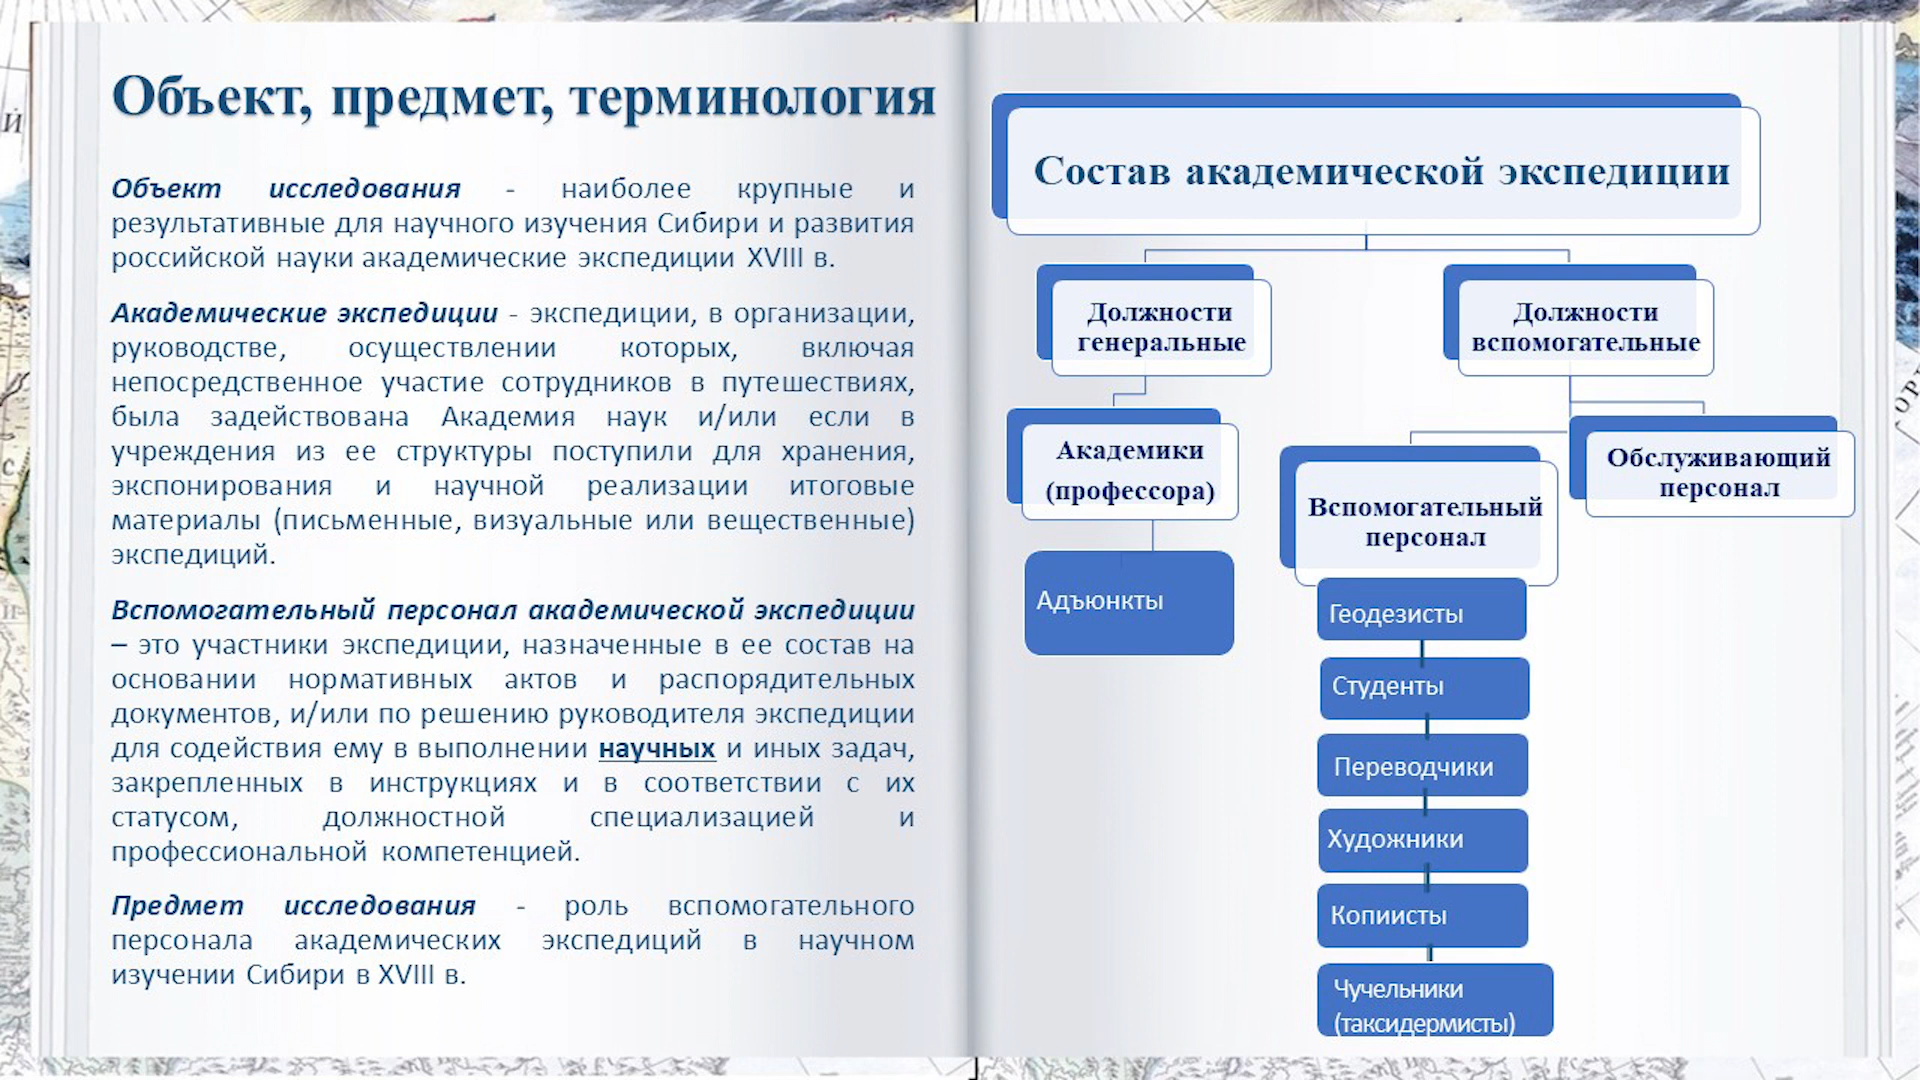 Объект, предмет, терминология
Объект исследования - наиболее крупные и
результативные для научного изучения Сибири и развития
российской науки академические экспедиции XVIII в.
Академические экспедиции - экспедиции, в организации,
руководстве, осуществлении которых, включая
непосредственное участие сотрудников в путешествиях,
была задействована Академия наук и/или если в
учреждения из ее структуры поступили для хранения,
экспонирования и научной реализации итоговые
материалы (письменные, визуальные или вещественные)
экспедиций.
Вспомогательный персонал академической экспедиции
– это участники экспедиции, назначенные в ее состав на
основании нормативных актов и распорядительных
документов, и/или по решению руководителя экспедиции
для содействия ему в выполнении научных и иных задач,
закрепленных в инструкциях и в соответствии с их
статусом, должностной специализацией и
профессиональной компетенцией.
Предмет исследования - роль вспомогательного
персонала академических экспедиций в научном
изучении Сибири в XVIII в.
Состав академической экспедиции
Должности
генеральные
Должности
вспомогательные
Академики
(профессора)
Адъюнкты
Вспомогательный
персонал
Обслуживающий
персонал
Геодезисты
Студенты
Переводчики
Художники
Копиисты
Чучельники
(таксидермисты)